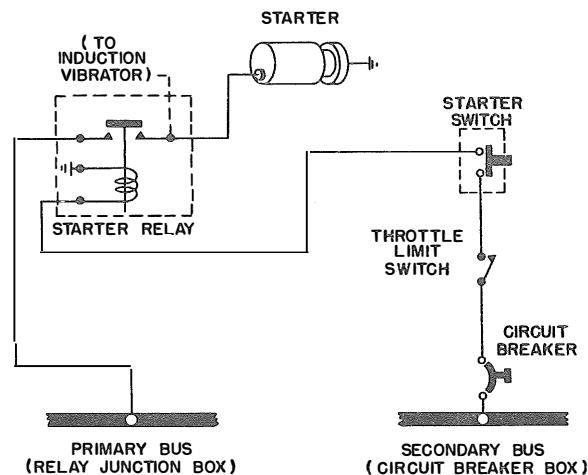 STARTER
( TO
INDUCTION
VIBRATOR)
STARTER
SWITCH
STARTER RELAY
THROTTLE
LIMIT
SWITCH
CIRCUIT
BREAKER
PRIMARY BUS
(RELAY JUNCTION BOX)
SECONDARY BUS
(CIRCUIT BREAKER BOX)